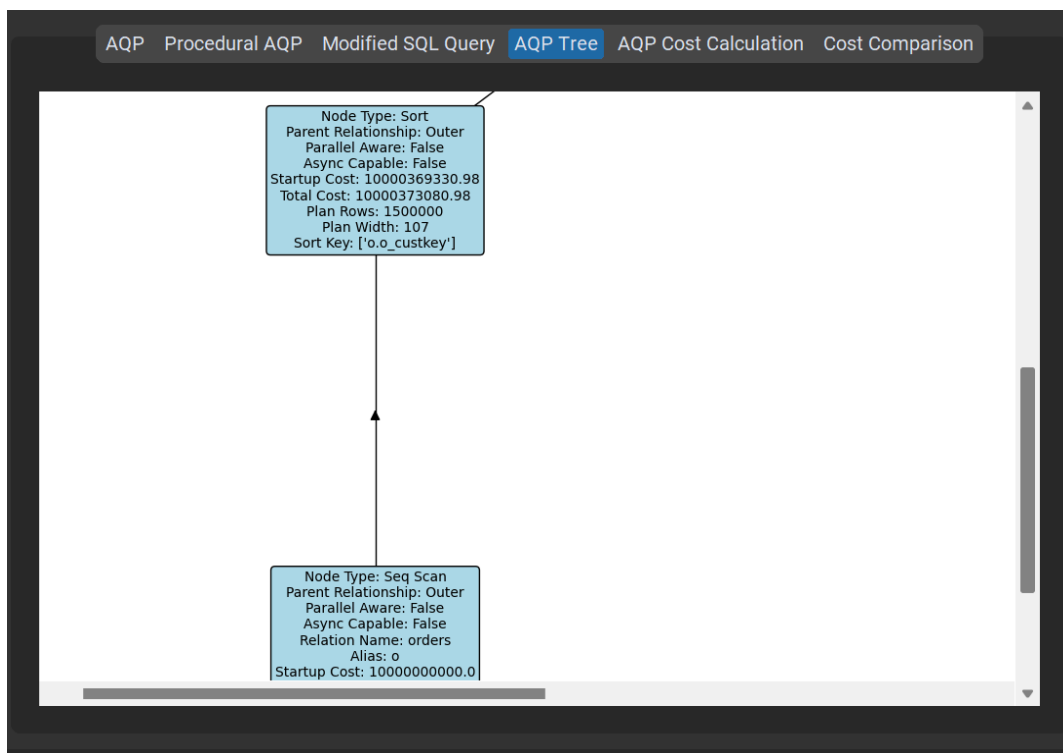 AQP Procedural AQP Modified SQL Query AQP Tree AQP Cost Calculation Cost Comparison
Node Type: Sort
Parent Relationship: Outer
Parallel Aware: False
Async Capable: False
Startup Cost: 10000369330.98
Total Cost: 10000373080.98
Plan Rows: 1500000
Plan Width: 107
Sort Key: ['o.o_custkey']
Node Type: Seq Scan
Parent Relationship: Outer
Parallel Aware: False
Async Capable: False
Relation Name: orders
Alias: o
Startup Cost: 10000000000.0